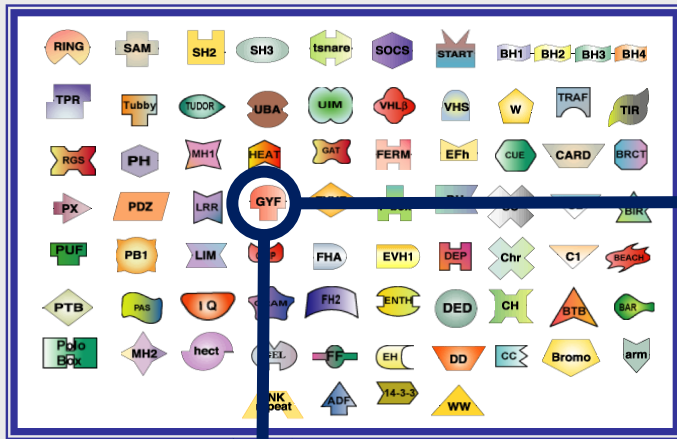 RING SAM SH2 SH3 tsnare SOCS START BH1 BH2 BH3 BH4
TPR Tubby TUDOR UBA UIM VHLβ VHS W TRAF TIR
RGS PH MH1 HEAT GAT FERM EFh CUE CARD BRCT
PX PDZ LRR GYF BIR
PUF PB1 LIM FHA EVH1 DEP Chr C1 BEACH
PTB PAS IQ FH2 ENTH DED CH BTB BAR
Polo Box MH2 hect FF EH DD CC Bromo arm
ADF 14-3-3 WW
repeat